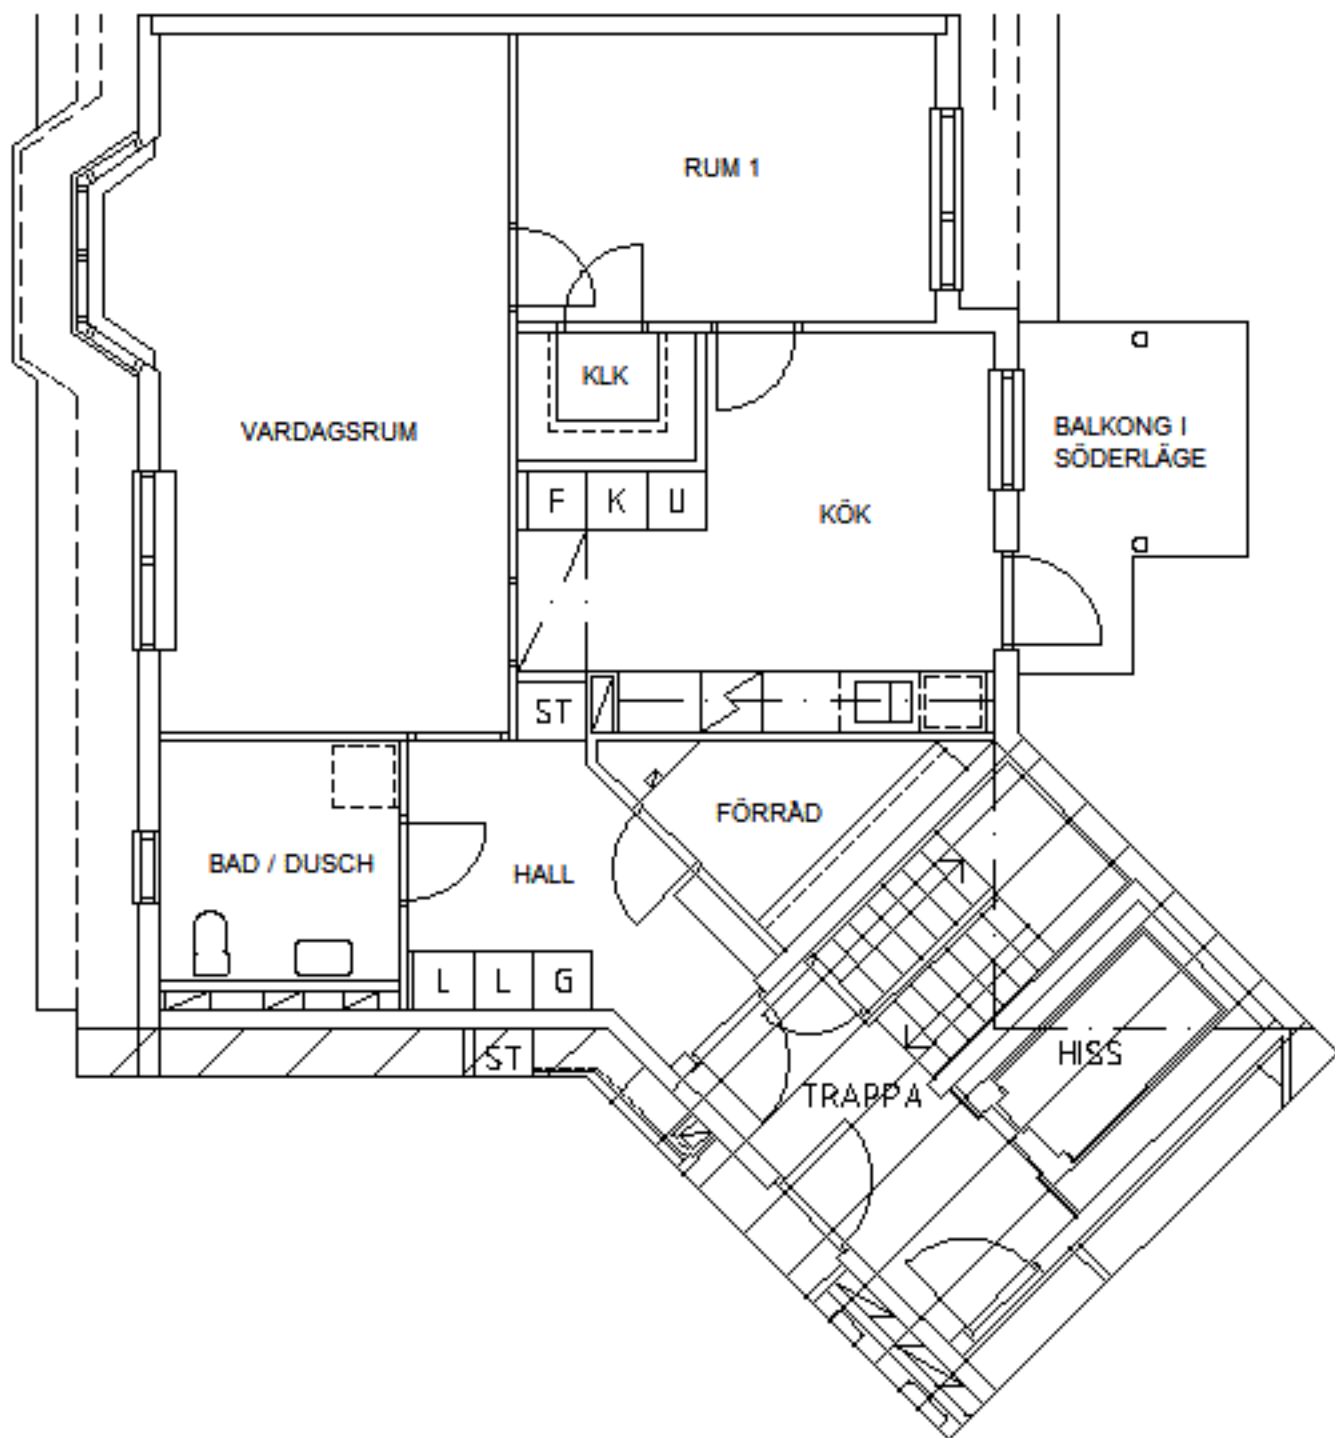 RUM 1
KLK
VARDAGSRUM
BALKONG I
SÖDERLÄGE
F K U
KÖK
ST
FÖRRÅD
BAD / DUSCH
HALL
L L G
ST
HISS
TRAPPA